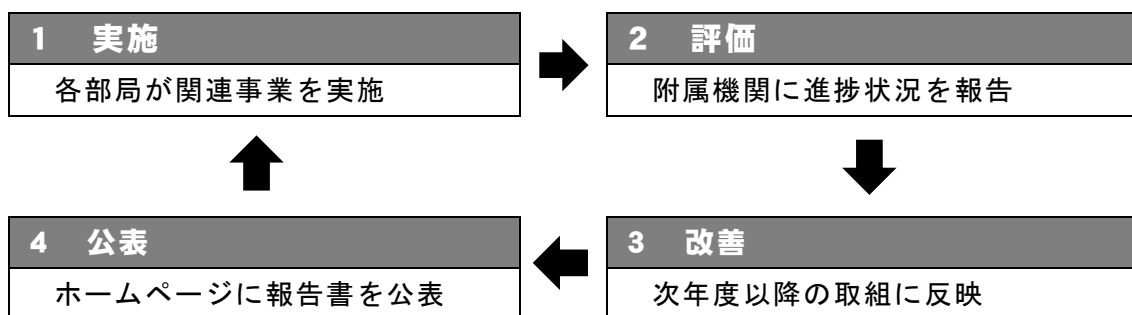 1 実施
各部局が関連事業を実施
2 評価
附属機関に進捗状況を報告
3 改善
次年度以降の取組に反映
4 公表
ホームページに報告書を公表